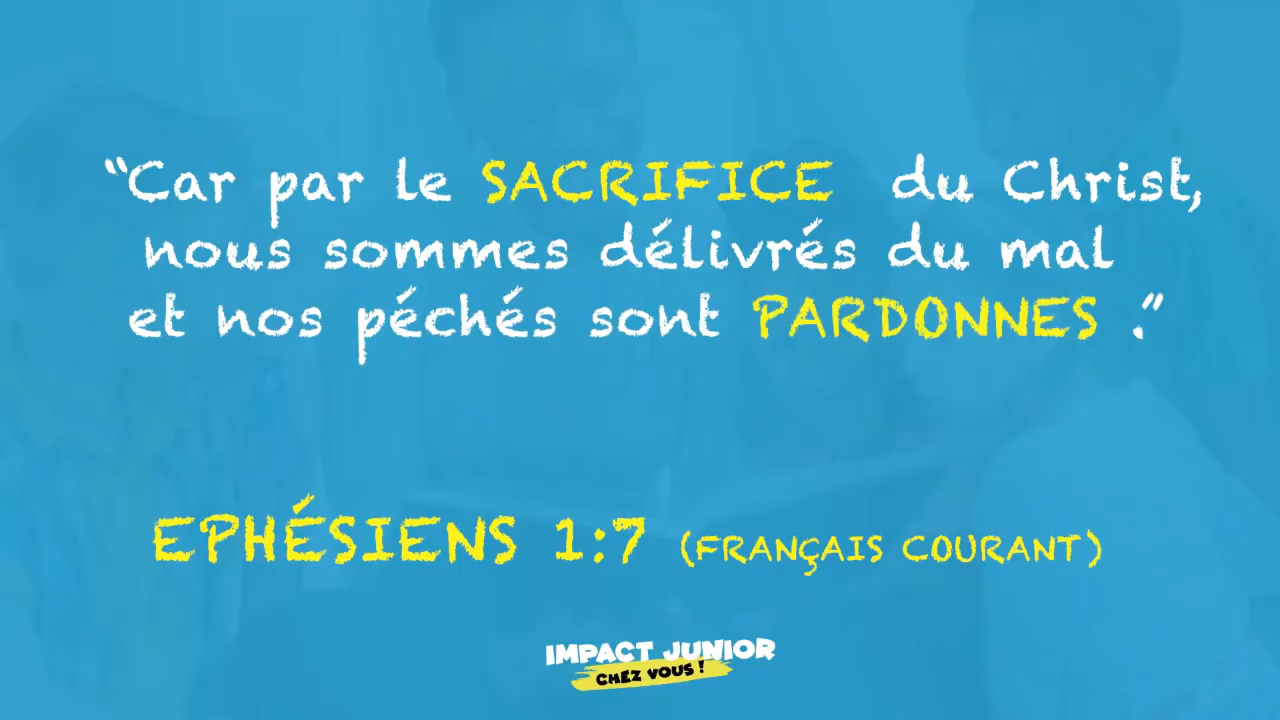 “Car par le SACRIFICE du Christ,
nous sommes délivrés du mal
et nos péchés sont PARDONNES .”
EPHÉSIENS 1:7 (FRANÇAIS COURANT)
IMPACT JUNIOR
CHEZ VOUS !